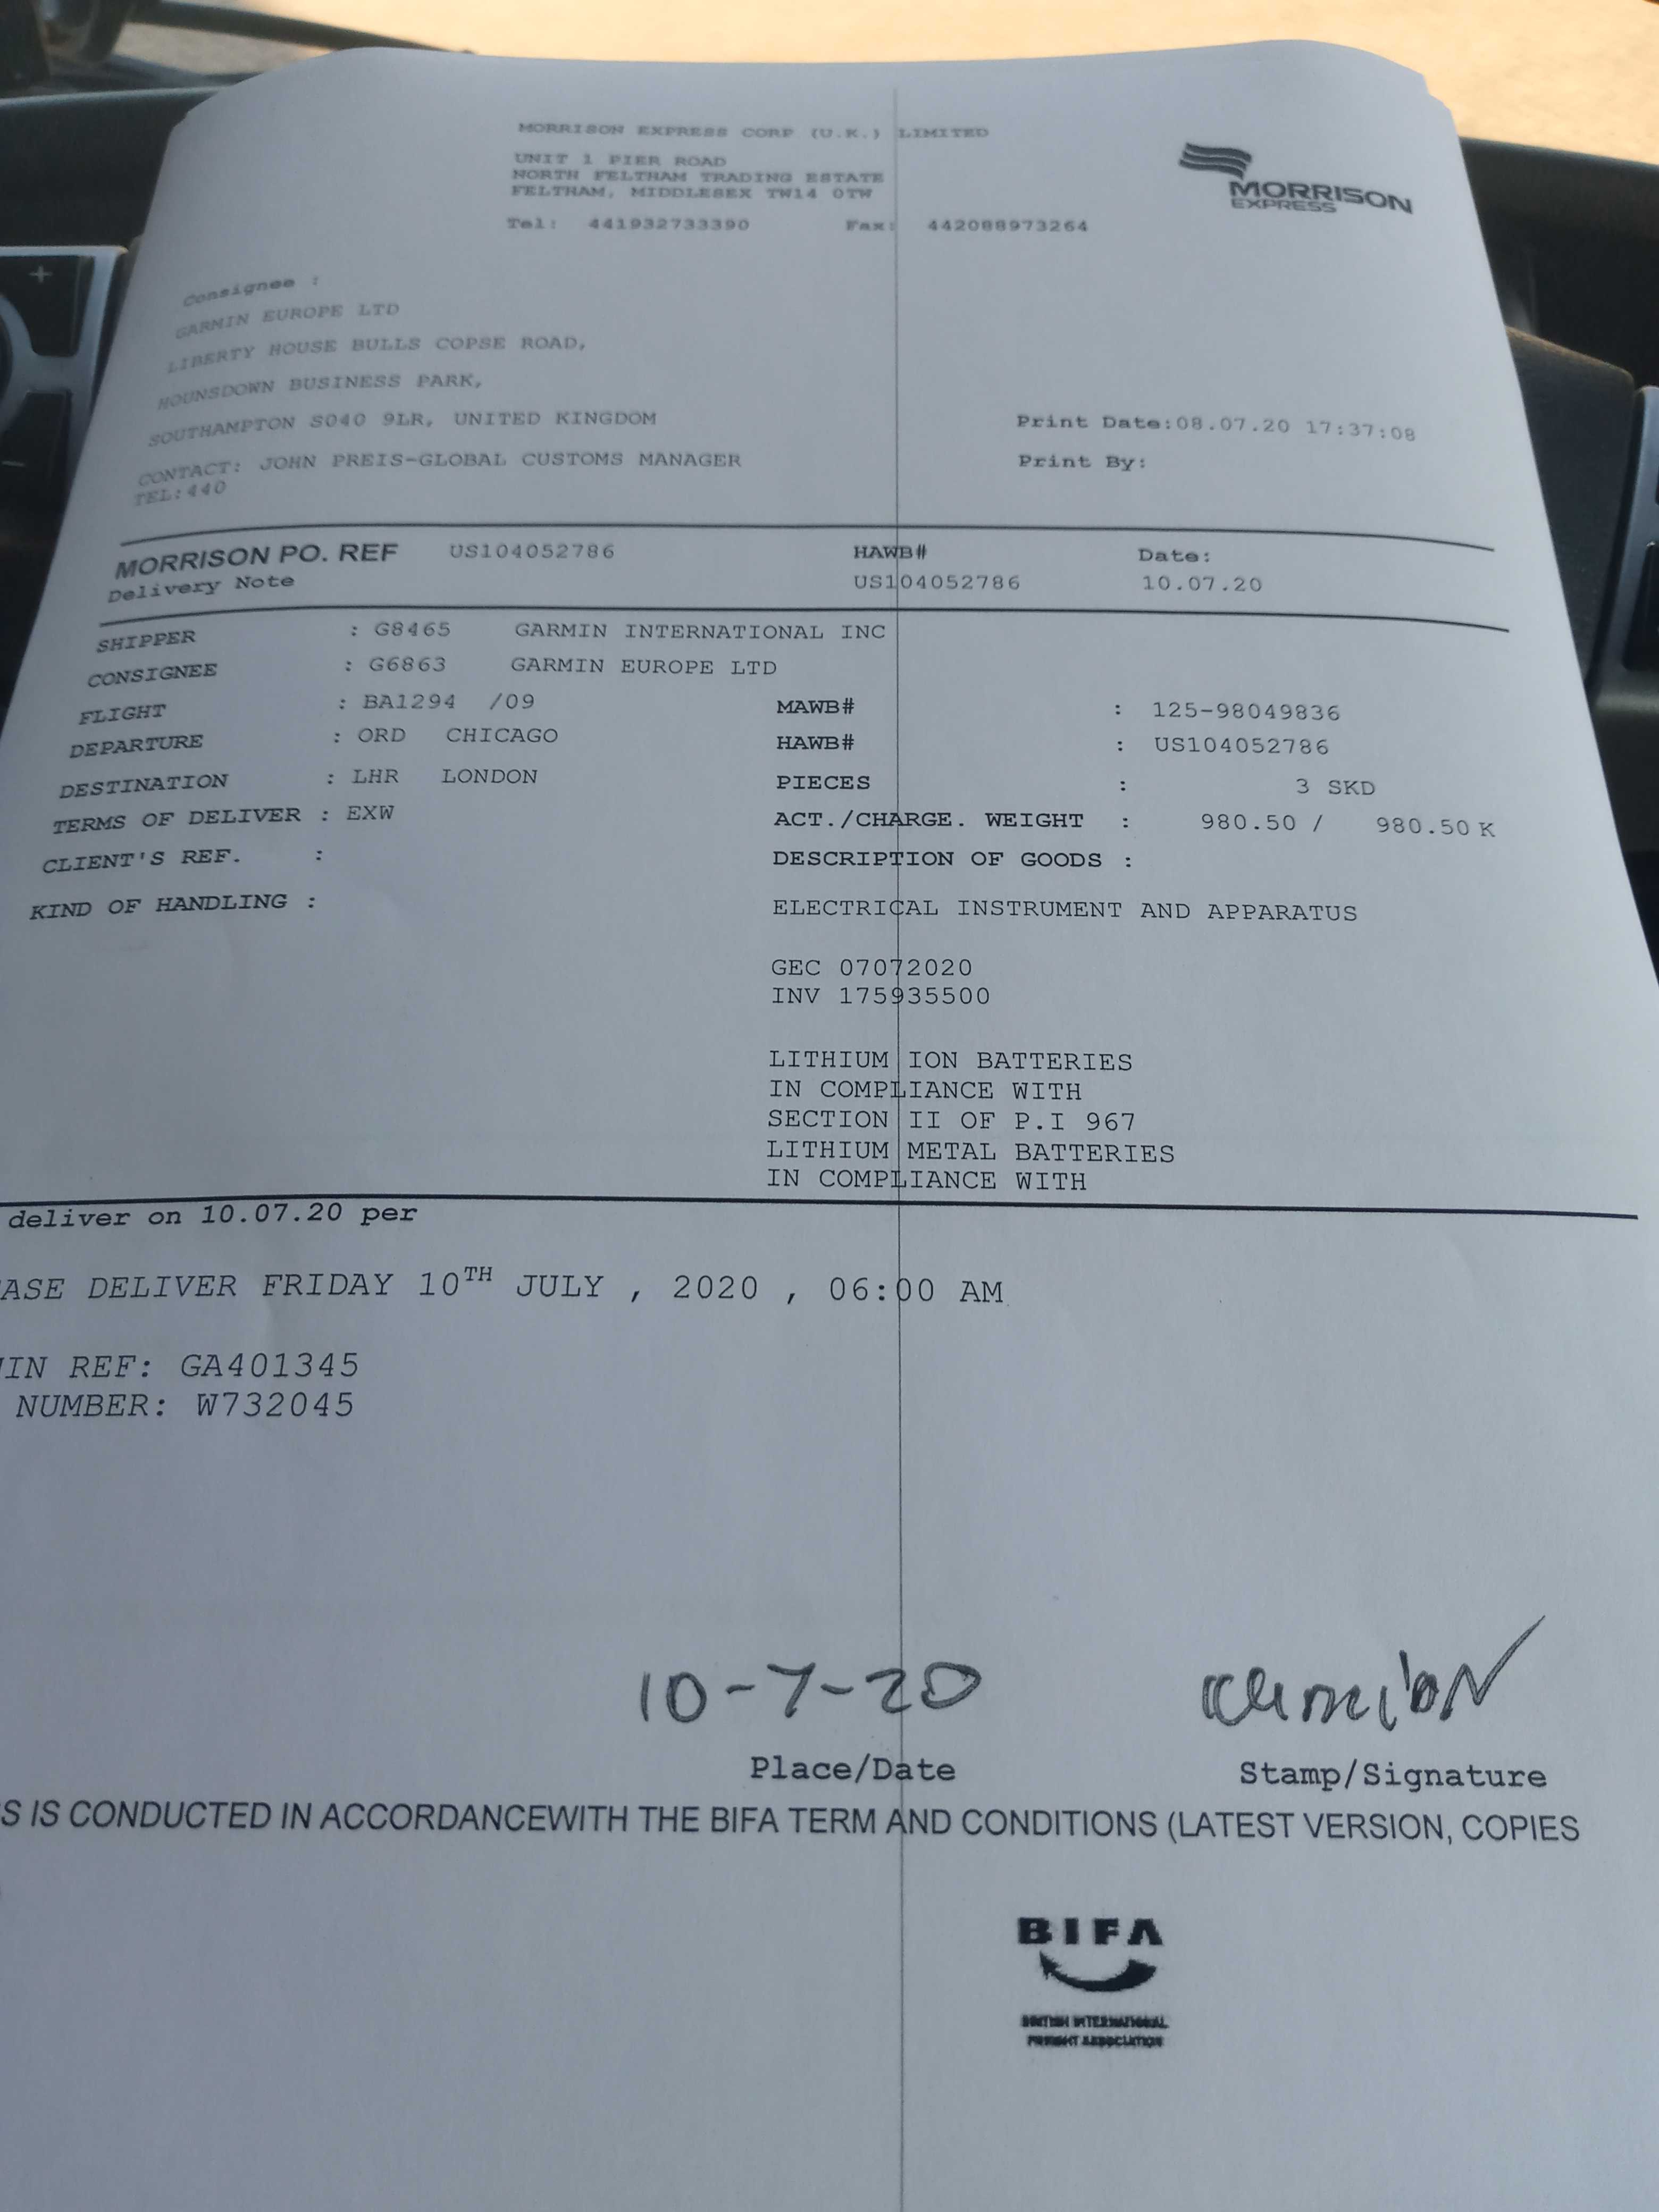 MORRISON EXPRESS CORP (U.K.) LIMITED
UNIT 1 PIER ROAD
NORTH FELTHAM TRADING ESTATE
FELTHAM, MIDDLESEX TW14 0TW
Tel: 441932733390 Fax: 442088973264
MORRISON
EXPRESS
Consignee :
GARMIN EUROPE LTD
LIBERTY HOUSE BULLS COPSE ROAD,
HOUNSDOWN BUSINESS PARK,
SOUTHAMPTON SO40 9LR, UNITED KINGDOM
CONTACT: JOHN PREIS-GLOBAL CUSTOMS MANAGER
TEL:440
Print Date:08.07.20 17:37:08
Print By:
MORRISON PO. REF US104052786 HAWB# Date:
Delivery Note US104052786 10.07.20
SHIPPER : G8465 GARMIN INTERNATIONAL INC
CONSIGNEE : G6863 GARMIN EUROPE LTD
FLIGHT : BA1294 /09 MAWB# : 125-98049836
DEPARTURE : ORD CHICAGO HAWB# : US104052786
DESTINATION : LHR LONDON PIECES : 3 SKD
TERMS OF DELIVER : EXW ACT./CHARGE. WEIGHT : 980.50 / 980.50 K
CLIENT'S REF. : DESCRIPTION OF GOODS :
KIND OF HANDLING : ELECTRICAL INSTRUMENT AND APPARATUS
GEC 07072020
INV 175935500
LITHIUM ION BATTERIES
IN COMPLIANCE WITH
SECTION II OF P.I 967
LITHIUM METAL BATTERIES
IN COMPLIANCE WITH
deliver on 10.07.20 per
ASE DELIVER FRIDAY 10TH JULY , 2020 , 06:00 AM
IN REF: GA401345
NUMBER: W732045
10-7-20
Place/Date Stamp/Signature
S IS CONDUCTED IN ACCORDANCEWITH THE BIFA TERM AND CONDITIONS (LATEST VERSION, COPIES
BIFA
BRITISH INTERNATIONAL
FREIGHT ASSOCIATION